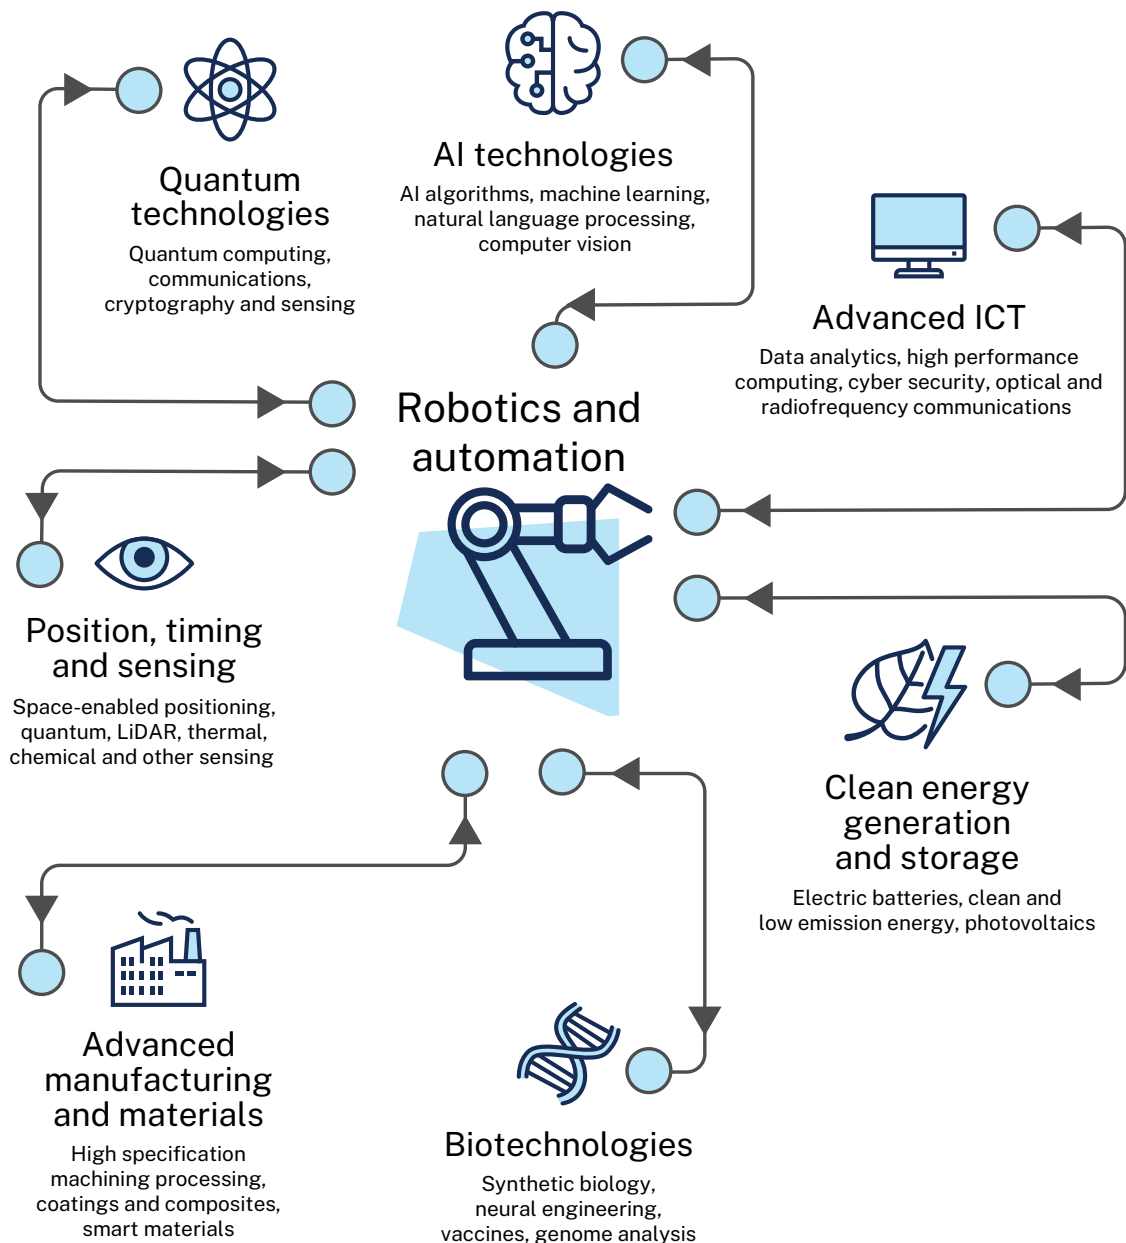 Quantum
technologies
Quantum computing,
communications,
cryptography and sensing
AI technologies
AI algorithms, machine learning,
natural language processing,
computer vision
Advanced ICT
Data analytics, high performance
computing, cyber security, optical and
radiofrequency communications
Robotics and
automation
Position, timing
and sensing
Space-enabled positioning,
quantum, LiDAR, thermal,
chemical and other sensing
Clean energy
generation
and storage
Electric batteries, clean and
low emission energy, photovoltaics
Advanced
manufacturing
and materials
High specification
machining processing,
coatings and composites,
smart materials
Biotechnologies
Synthetic biology,
neural engineering,
vaccines, genome analysis